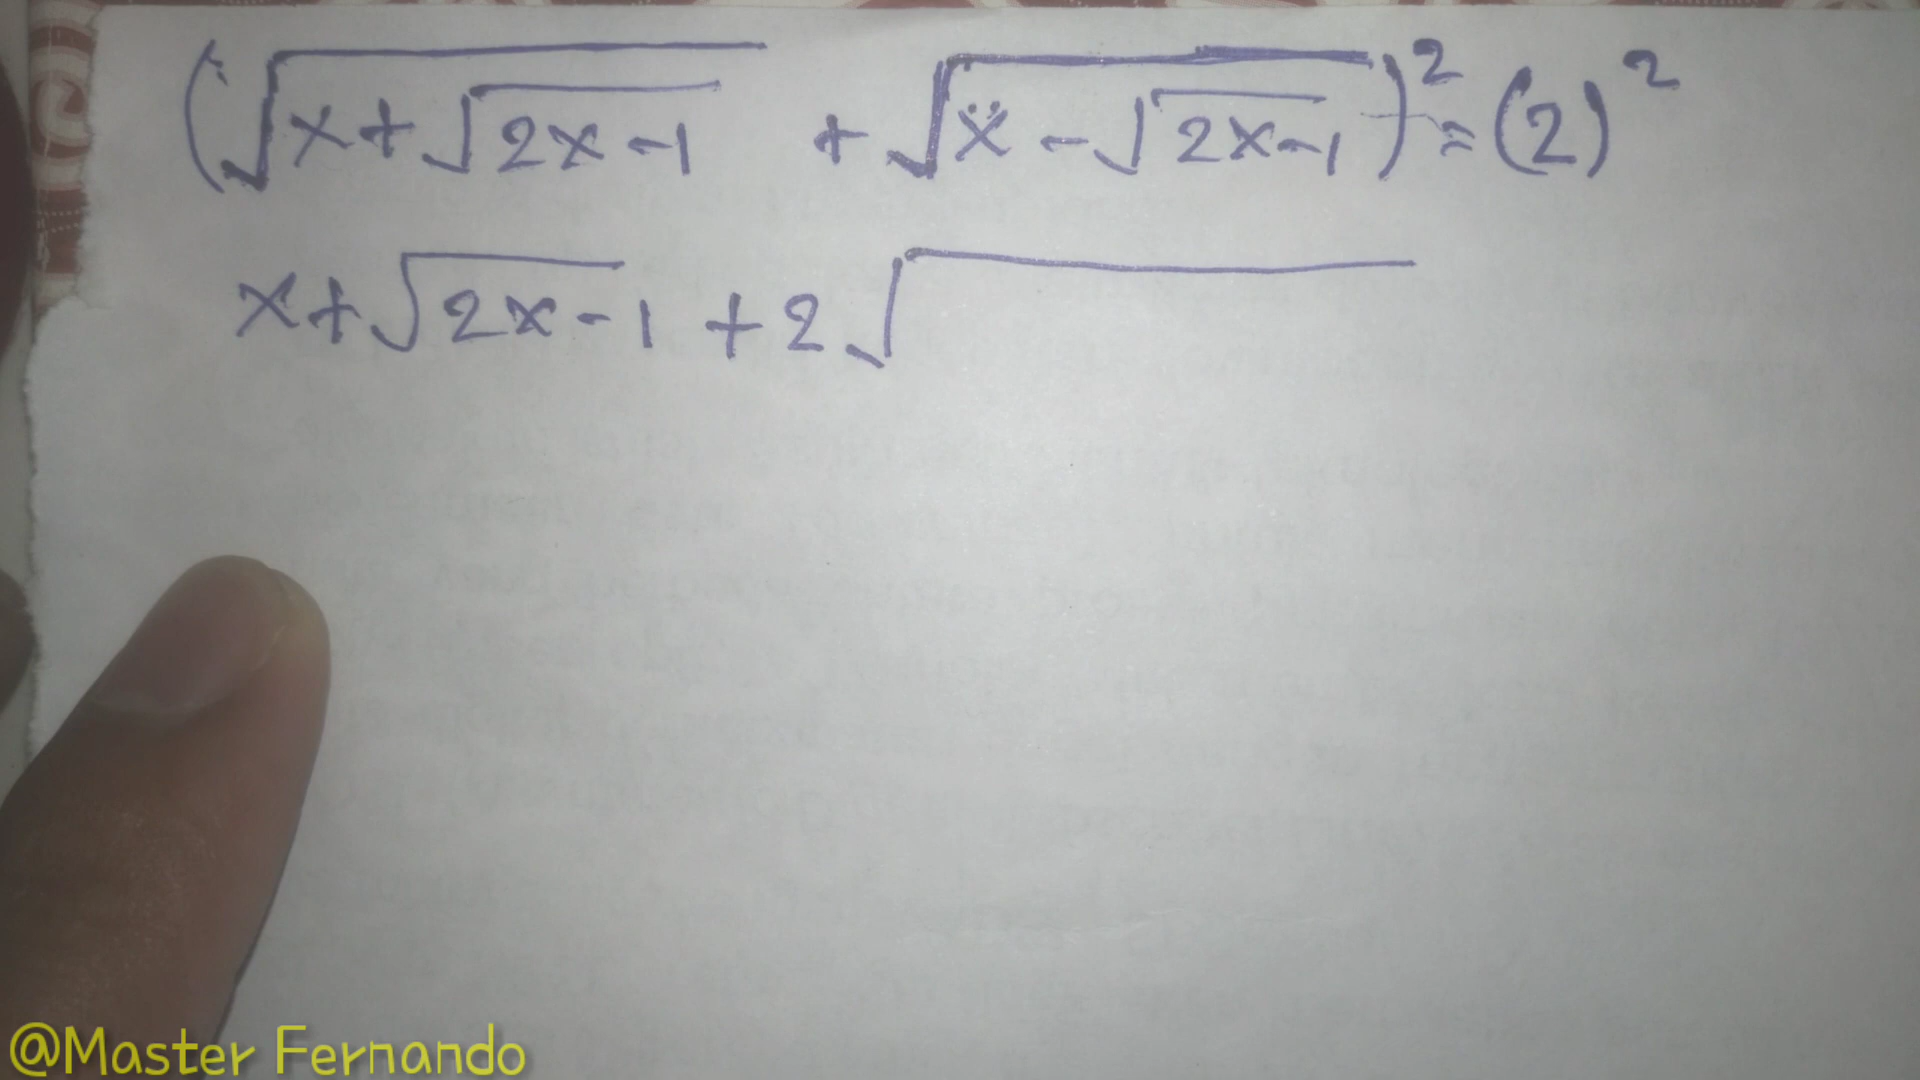 (√(x+√(2x-1)) + √(x-√(2x-1)))² = (2)²
x+√(2x-1) +2√
@Master Fernando